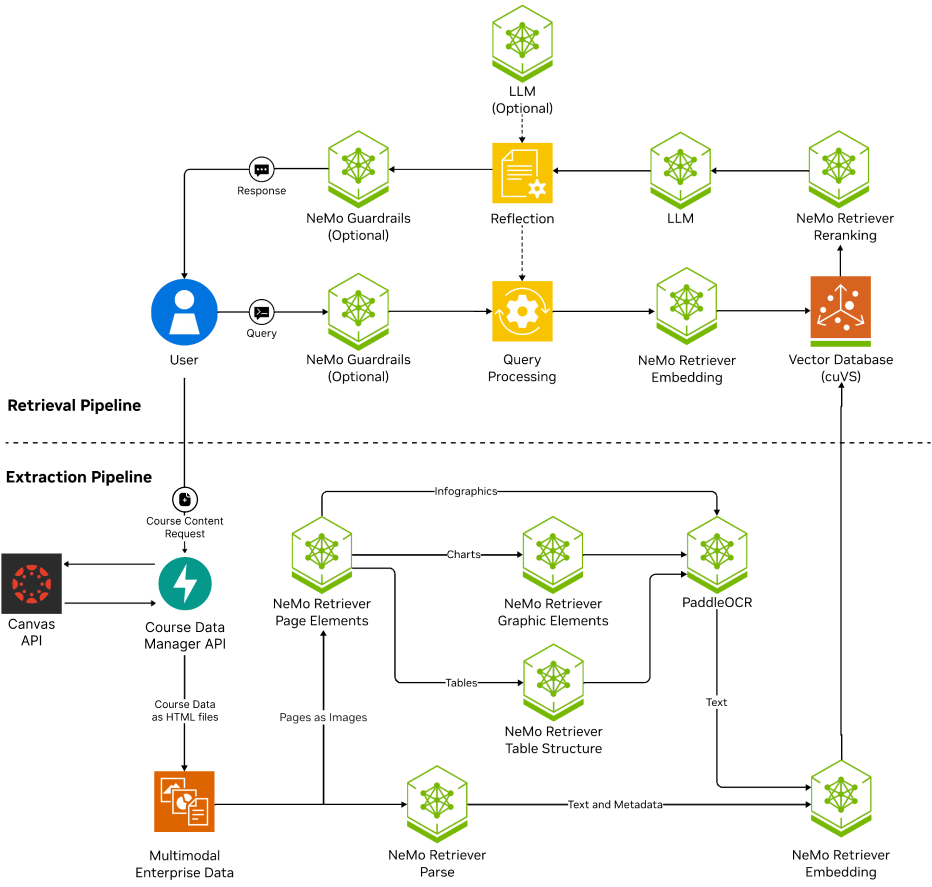 LLM
(Optional)
Response
NeMo Guardrails
(Optional)
Reflection
LLM
NeMo Retriever
Reranking
User
Query
NeMo Guardrails
(Optional)
Query
Processing
NeMo Retriever
Embedding
Vector Database
(cuVS)
Retrieval Pipeline
Extraction Pipeline
Infographics
Course Content
Request
Charts
Canvas
API
Course Data
Manager API
NeMo Retriever
Page Elements
NeMo Retriever
Graphic Elements
PaddleOCR
Tables
Course Data
as HTML files
Pages as Images
NeMo Retriever
Table Structure
Text
Text and Metadata
Multimodal
Enterprise Data
NeMo Retriever
Parse
NeMo Retriever
Embedding